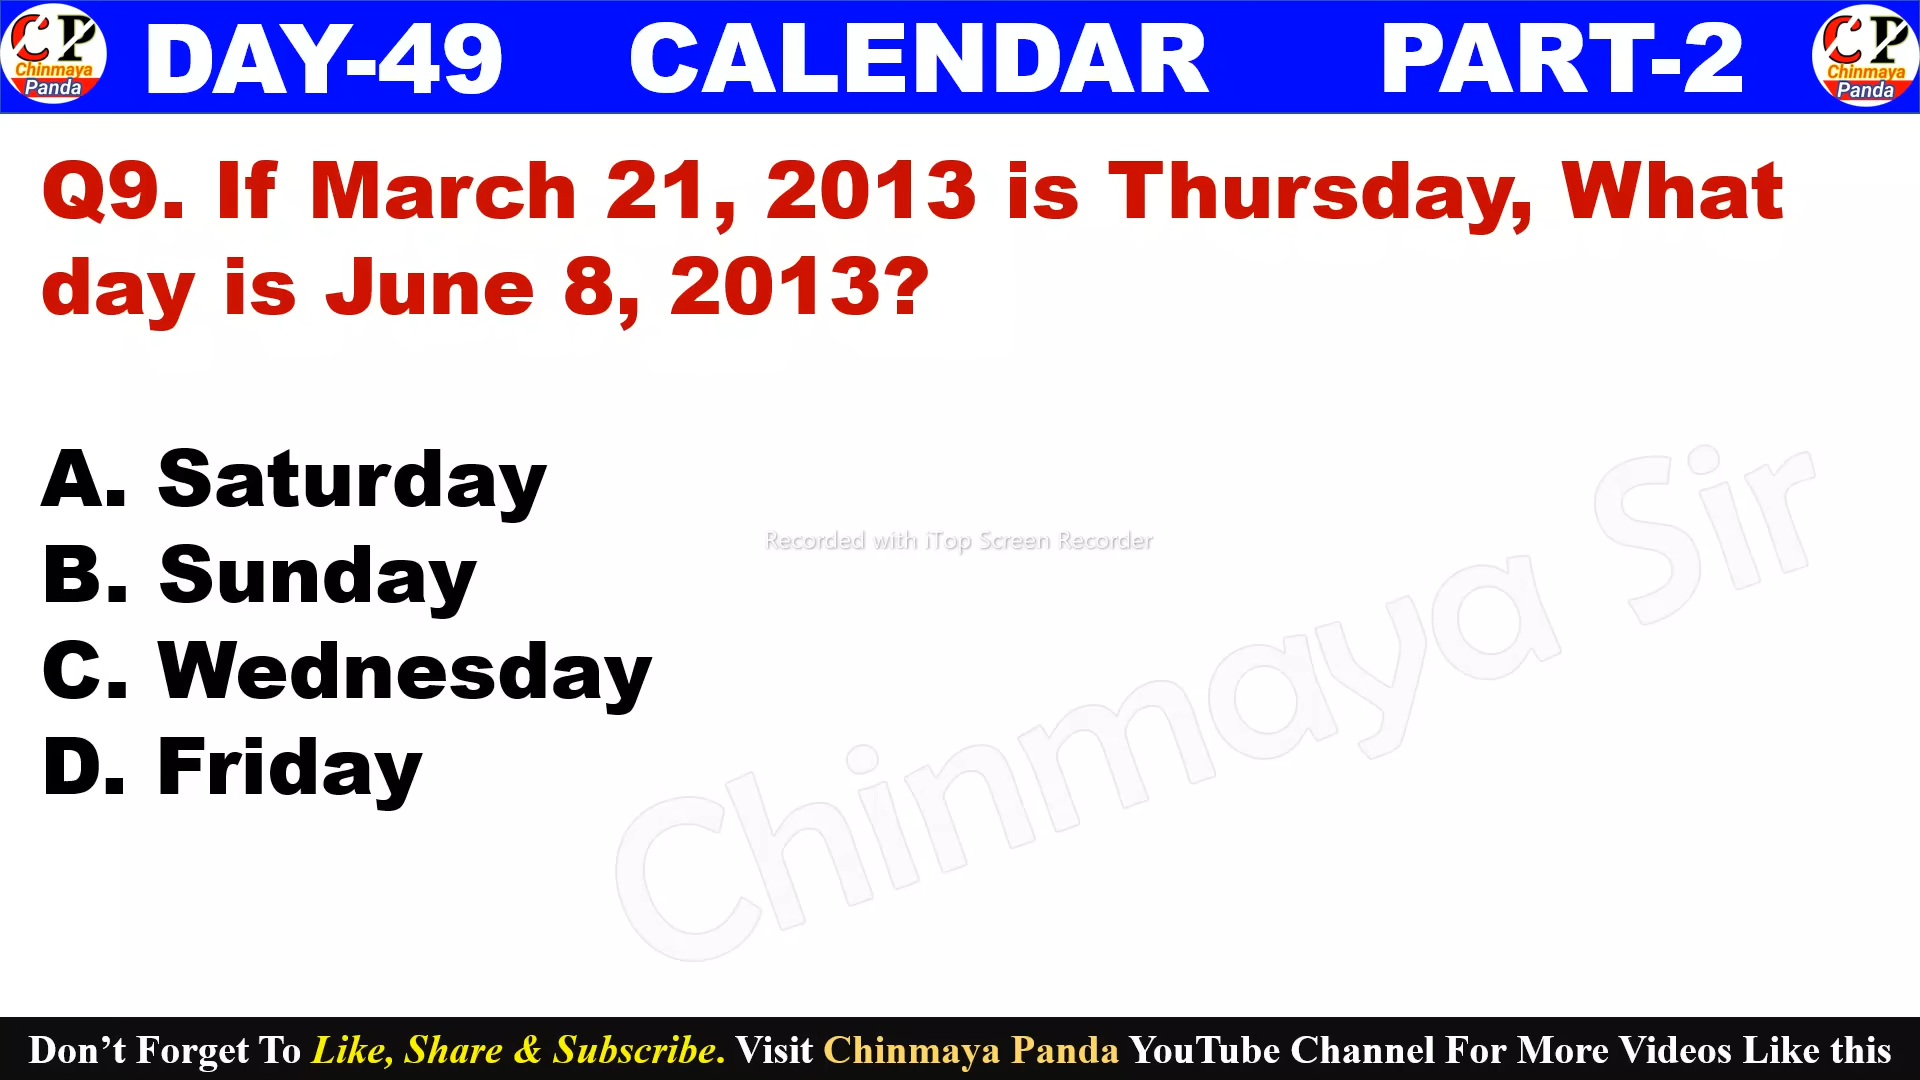 CP Chinmaya Panda DAY-49 CALENDAR PART-2 CP Chinmaya Panda
Q9. If March 21, 2013 is Thursday, What
day is June 8, 2013?
A. Saturday
Recorded with iTop Screen Recorder
B. Sunday
C. Wednesday
D. Friday
Chinmaya Sir
Don’t Forget To Like, Share & Subscribe. Visit Chinmaya Panda YouTube Channel For More Videos Like this